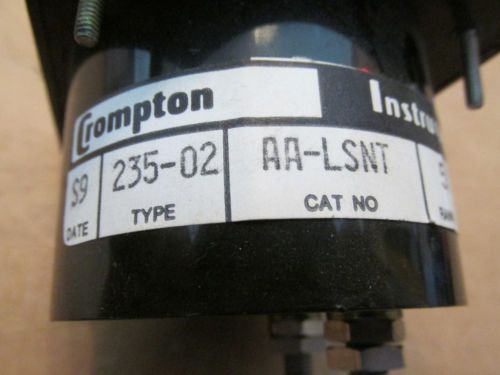 Crompton Instru
S9 235-02 AA-LSNT
DATE TYPE CAT NO